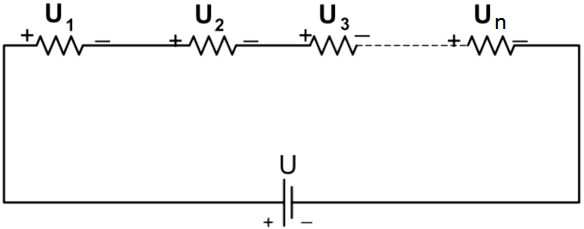 U1 U2 U3 Un
+ – + – + – + –
U
+ –